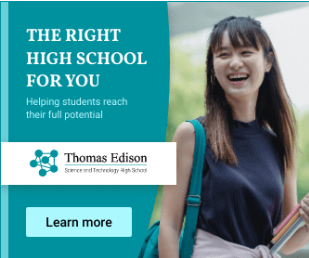 THE RIGHT
HIGH SCHOOL
FOR YOU
Helping students reach
their full potential
Thomas Edison
Science and Technology High School
Learn more